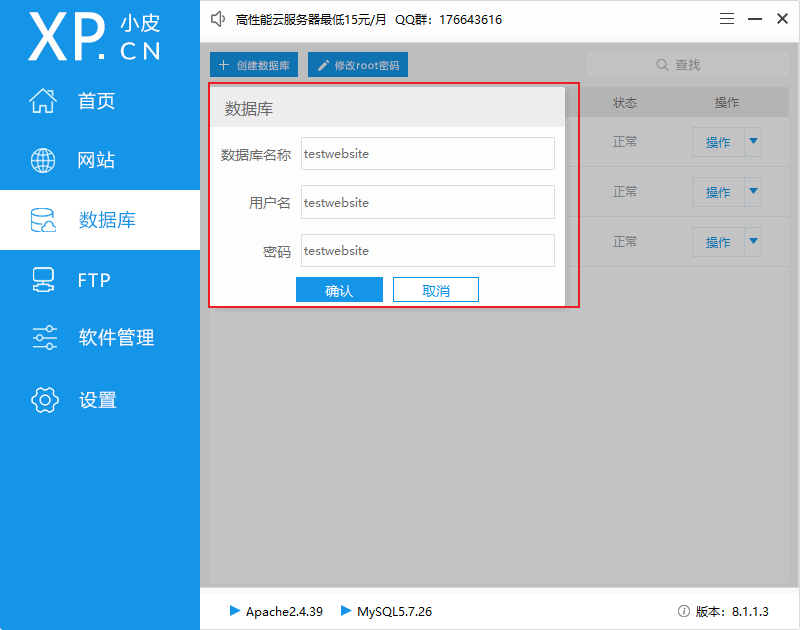 XP.CN 小皮
高性能云服务器最低15元/月 QQ群：176643616
首页
网站
数据库
FTP
软件管理
设置
创建数据库 修改root密码 查找
状态 操作
正常 操作
正常 操作
正常 操作
数据库
数据库名称 testwebsite
用户名 testwebsite
密码 testwebsite
确认 取消
Apache2.4.39 MySQL5.7.26 版本：8.1.1.3